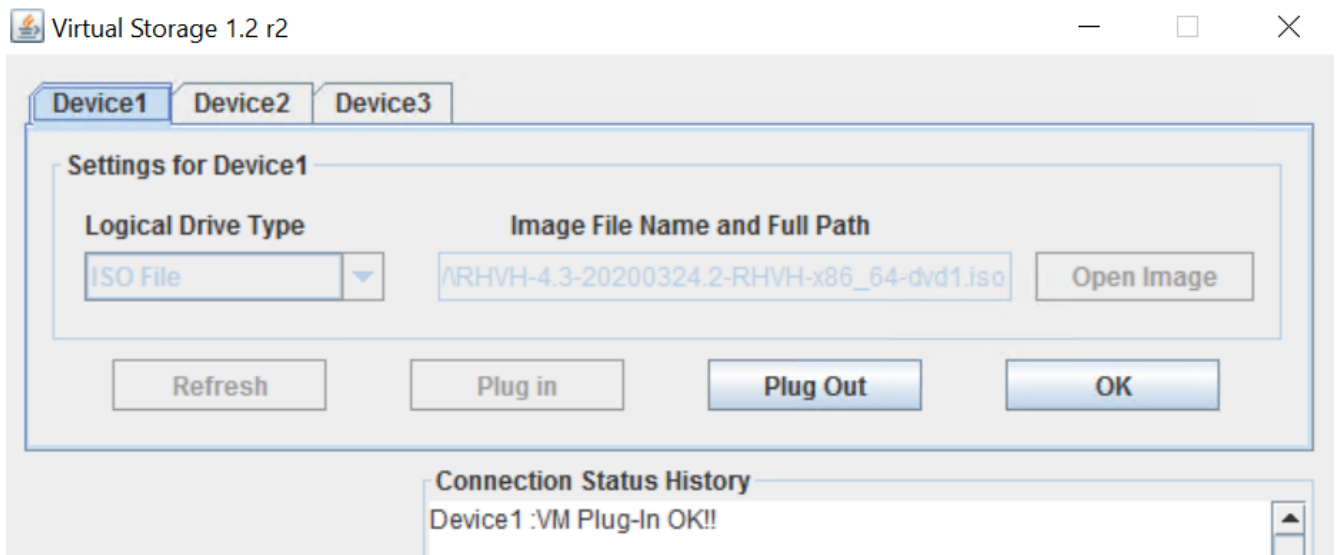 Virtual Storage 1.2 r2
Device1 Device2 Device3
Settings for Device1
Logical Drive Type Image File Name and Full Path
ISO File \RHVH-4.3-20200324.2-RHVH-x86_64-dvd1.iso Open Image
Refresh Plug in Plug Out OK
Connection Status History
Device1 :VM Plug-In OK!!